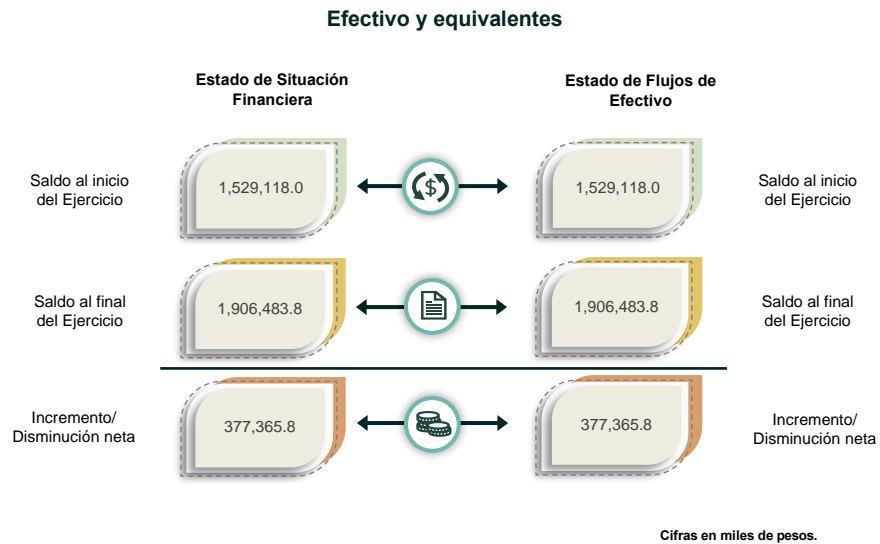 Efectivo y equivalentes
Estado de Situación
Financiera
Estado de Flujos de
Efectivo
Saldo al inicio
del Ejercicio
1,529,118.0
$
1,529,118.0
Saldo al inicio
del Ejercicio
Saldo al final
del Ejercicio
1,906,483.8
1,906,483.8
Saldo al final
del Ejercicio
Incremento/
Disminución neta
377,365.8
377,365.8
Incremento/
Disminución neta
Cifras en miles de pesos.